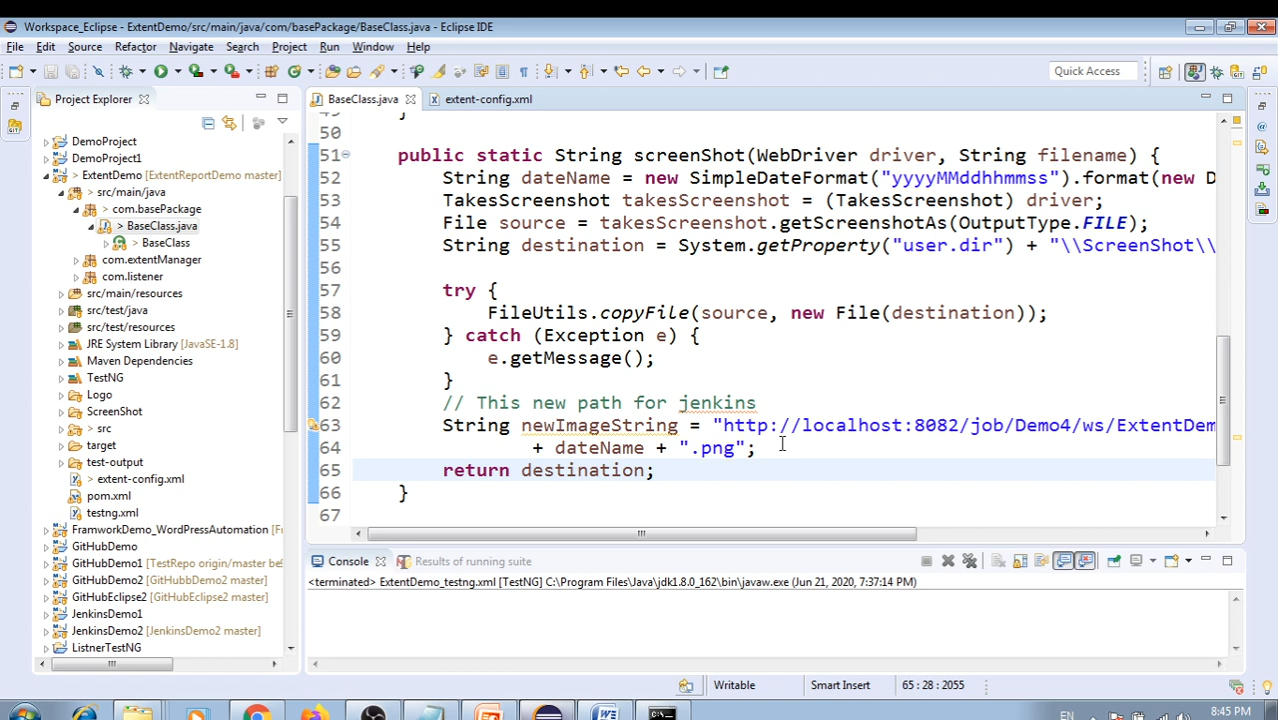 Workspace_Eclipse - ExtentDemo/src/main/java/com/basePackage/BaseClass.java - Eclipse IDE
File Edit Source Refactor Navigate Search Project Run Window Help
Quick Access
Project Explorer
DemoProject
DemoProject1
> ExtentDemo [ExtentReportDemo master]
> src/main/java
> com.basePackage
> BaseClass.java
> BaseClass
com.extentManager
com.listener
src/main/resources
src/test/java
src/test/resources
JRE System Library [JavaSE-1.8]
Maven Dependencies
TestNG
Logo
ScreenShot
> src
target
test-output
> extent-config.xml
pom.xml
testng.xml
FramworkDemo_WordPressAutomation
GitHubDemo
GitHubDemo1 [TestRepo origin/master be
GitHubDemo2 [GitHubbDemo2 master]
GitHubEclipse2 [GitHubEclipse2 master]
JenkinsDemo1
JenkinsDemo2 [JenkinsDemo2 master]
ListnerTestNG
BaseClass.java extent-config.xml
50
51 public static String screenShot(WebDriver driver, String filename) {
52 String dateName = new SimpleDateFormat("yyyyMMddhhmmss").format(new D
53 TakesScreenshot takesScreenshot = (TakesScreenshot) driver;
54 File source = takesScreenshot.getScreenshotAs(OutputType.FILE);
55 String destination = System.getProperty("user.dir") + "\\ScreenShot\\
56
57 try {
58 FileUtils.copyFile(source, new File(destination));
59 } catch (Exception e) {
60 e.getMessage();
61 }
62 // This new path for jenkins
63 String newImageString = "http://localhost:8082/job/Demo4/ws/ExtentDem
64 + dateName + ".png";
65 return destination;
66 }
67
Console Results of running suite
<terminated> ExtentDemo_testng.xml [TestNG] C:\Program Files\Java\jdk1.8.0_162\bin\javaw.exe (Jun 21, 2020, 7:37:14 PM)
Writable Smart Insert 65 : 28 : 2055
EN 8:45 PM